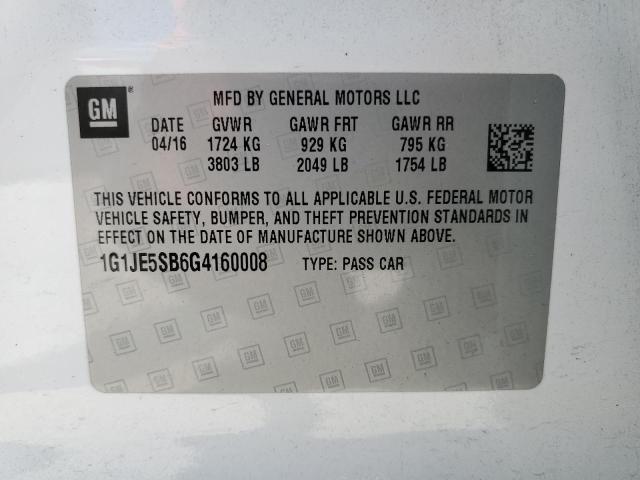 GM ® MFD BY GENERAL MOTORS LLC
DATE GVWR GAWR FRT GAWR RR
04/16 1724 KG 929 KG 795 KG
3803 LB 2049 LB 1754 LB
THIS VEHICLE CONFORMS TO ALL APPLICABLE U.S. FEDERAL MOTOR
VEHICLE SAFETY, BUMPER, AND THEFT PREVENTION STANDARDS IN
EFFECT ON THE DATE OF MANUFACTURE SHOWN ABOVE.
1G1JE5SB6G4160008 TYPE: PASS CAR